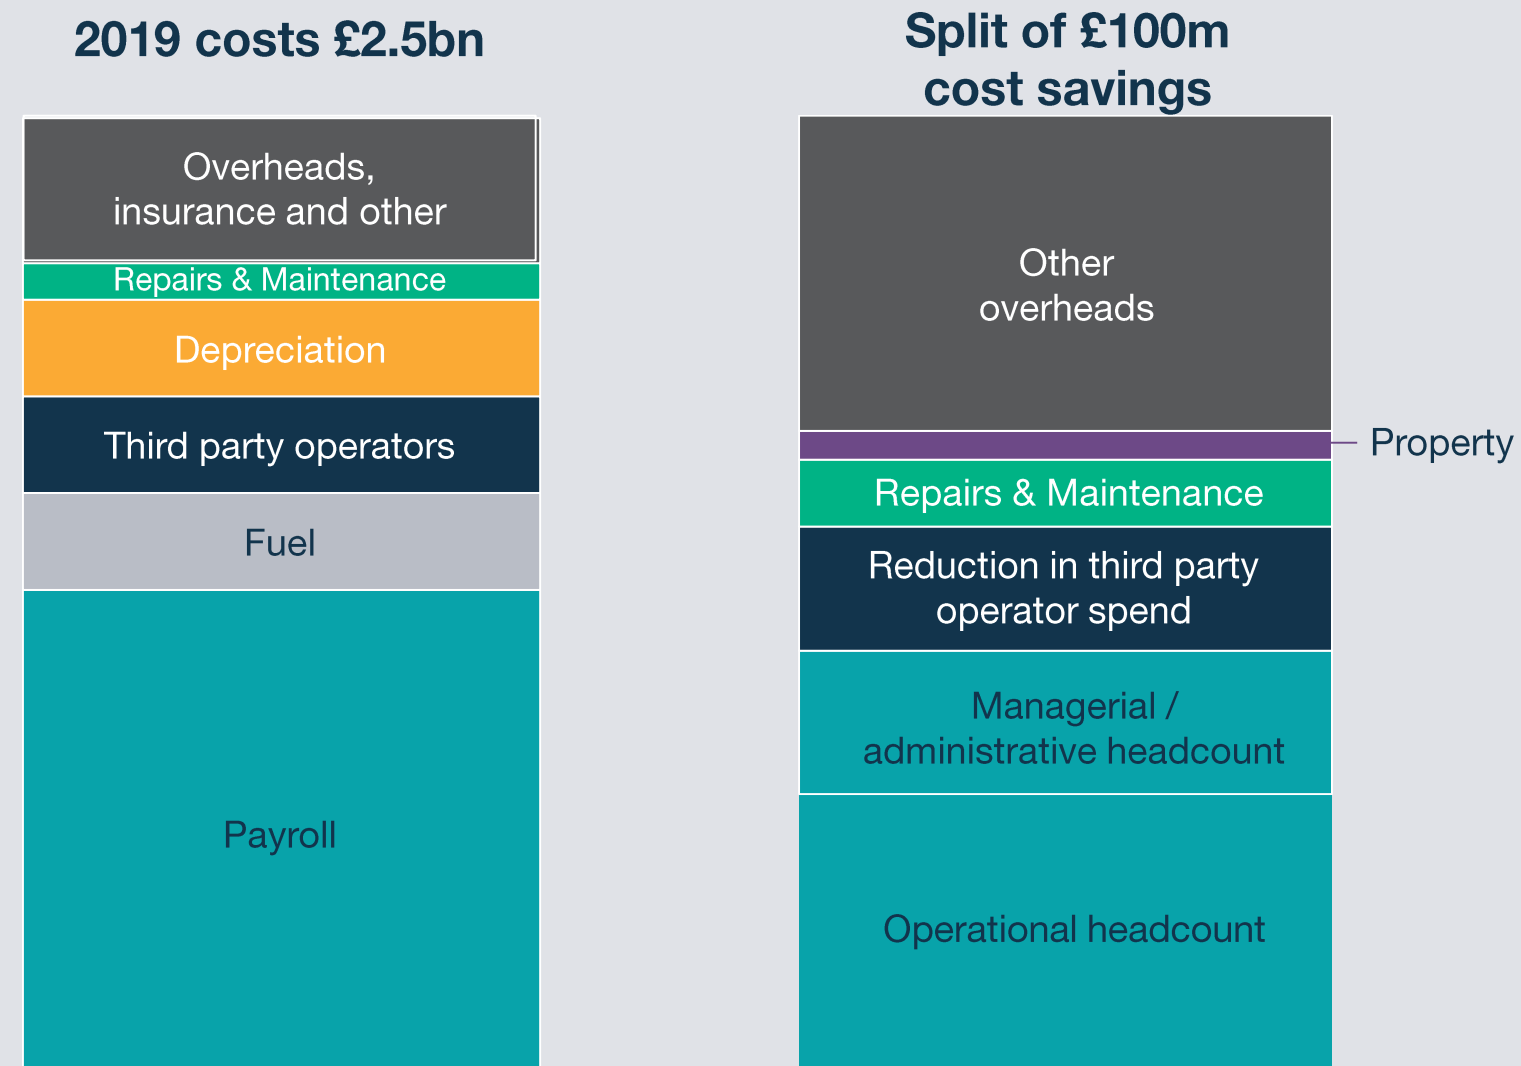 2019 costs £2.5bn
Overheads,
insurance and other
Repairs & Maintenance
Depreciation
Third party operators
Fuel
Payroll
Split of £100m
cost savings
Other
overheads
Property
Repairs & Maintenance
Reduction in third party
operator spend
Managerial /
administrative headcount
Operational headcount